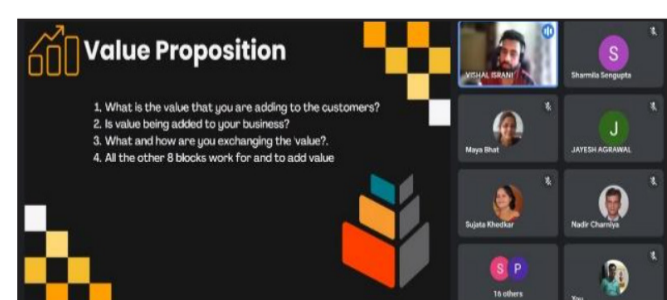 Value Proposition
1. What is the value that you are adding to the customers?
2. Is value being added to your business?
3. What and how are you exchanging the value?.
4. All the other 8 blocks work for and to add value
VISHAL ISRANI
S
Sharmila Sengupta
Maya Bhat
J
JAYESH AGRAWAL
Sujata Khedkar
Nadir Charniya
S P
16 others
You